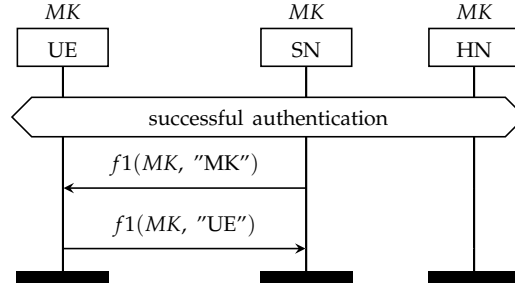 MK MK MK
UE SN HN
successful authentication
f1(MK, ”MK”)
f1(MK, ”UE”)